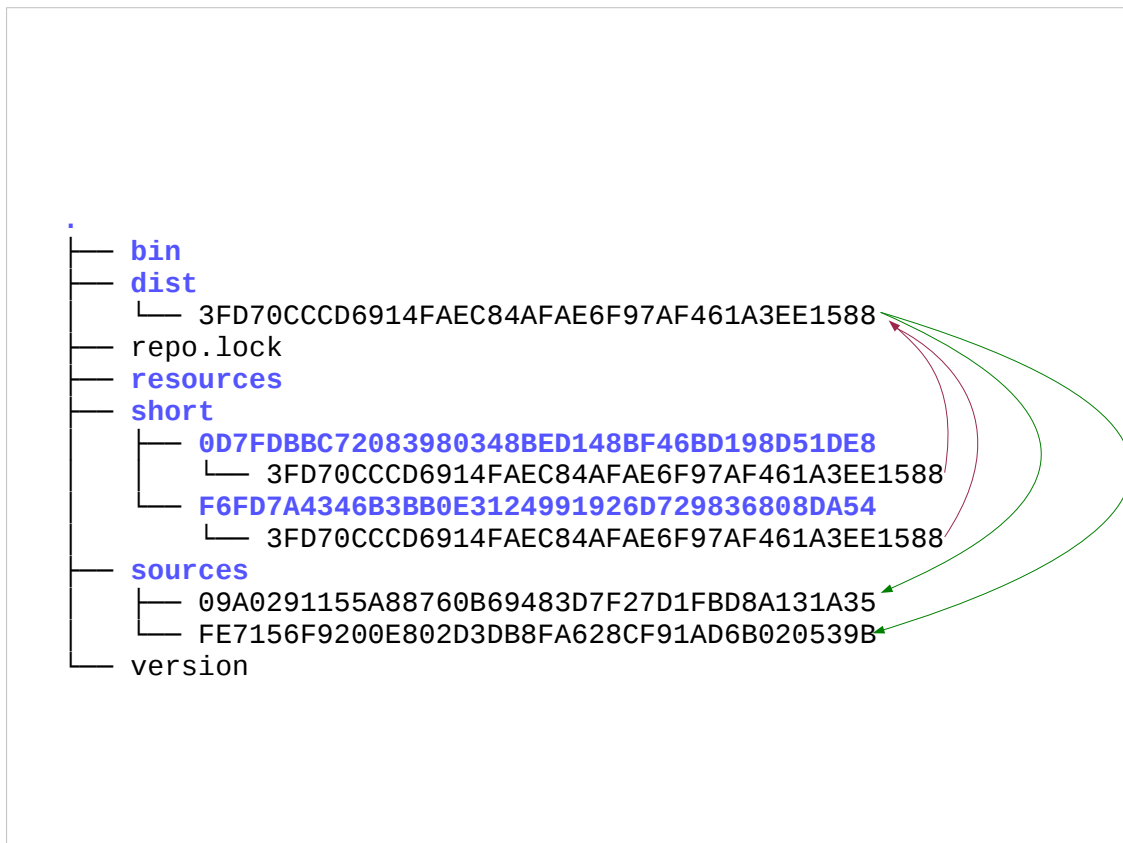 .
├── bin
├── dist
│   └── 3FD70CCCD6914FAEC84AFAE6F97AF461A3EE1588
├── repo.lock
├── resources
├── short
│   ├── 0D7FDBBC72083980348BED148BF46BD198D51DE8
│   │   └── 3FD70CCCD6914FAEC84AFAE6F97AF461A3EE1588
│   └── F6FD7A4346B3BB0E3124991926D729836808DA54
│       └── 3FD70CCCD6914FAEC84AFAE6F97AF461A3EE1588
├── sources
│   ├── 09A0291155A88760B69483D7F27D1FBD8A131A35
│   └── FE7156F9200E802D3DB8FA628CF91AD6B020539B
└── version